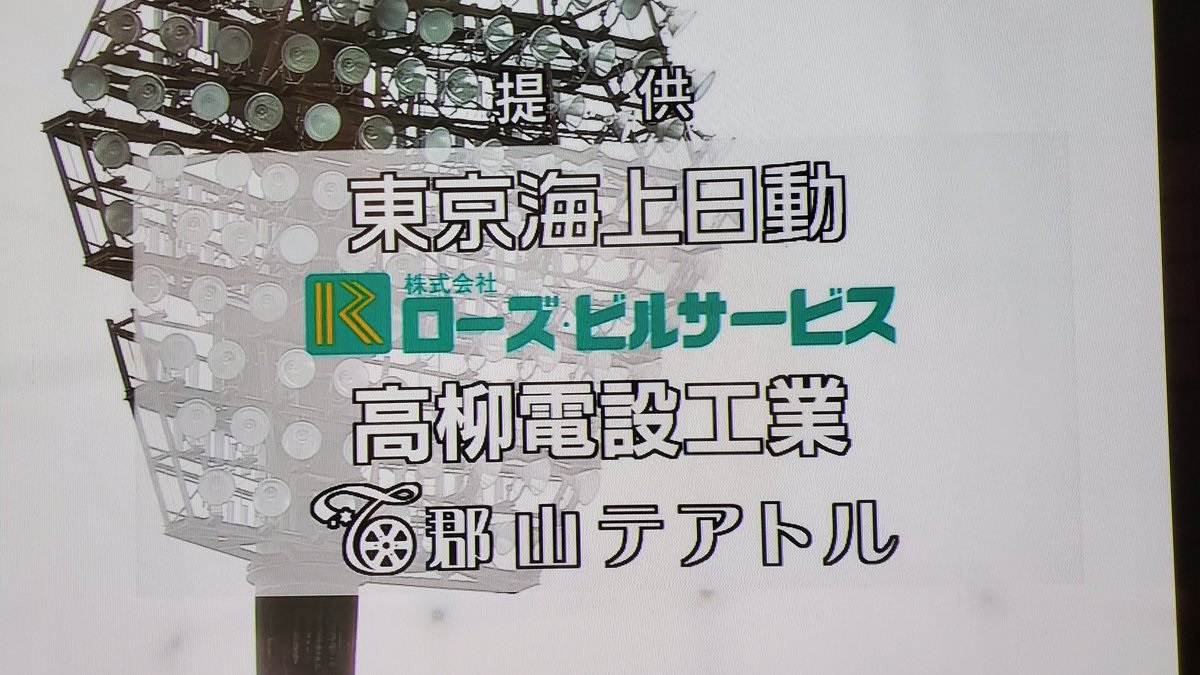 提供
東京海上日動
株式会社
ローズ・ビルサービス
高柳電設工業
郡山テアトル